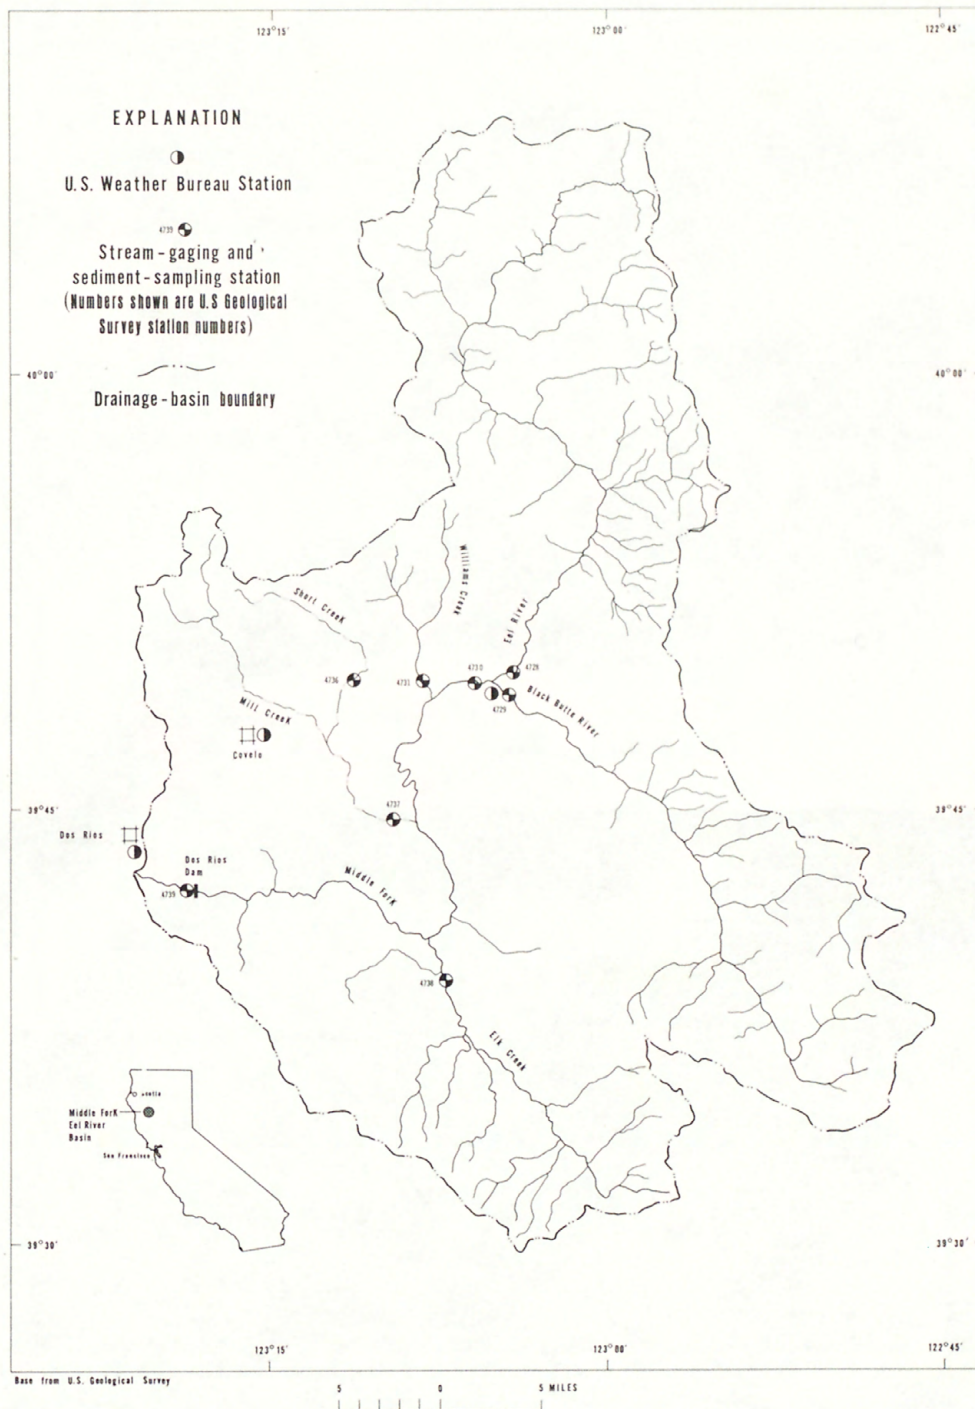 123°15'
123°00'
122°45'
EXPLANATION
U.S. Weather Bureau Station
4739
Stream-gaging and
sediment-sampling station
(Numbers shown are U.S Geological
Survey station numbers)
Drainage-basin boundary
40°00'
40°00'
Williams Creek
Short Creek
Eel River
4736
4731
4730
4728
4729
Black Butte River
Mill Creek
Covelo
39°45'
39°45'
4737
Dos Rios
Dos Rios
Dam
4739
Middle Fork
4738
Elk Creek
Middle Fork
Eel River
Basin
San Francisco
39°30'
39°30'
123°15'
123°00'
122°45'
Base from U.S. Geological Survey
5 0 5 MILES